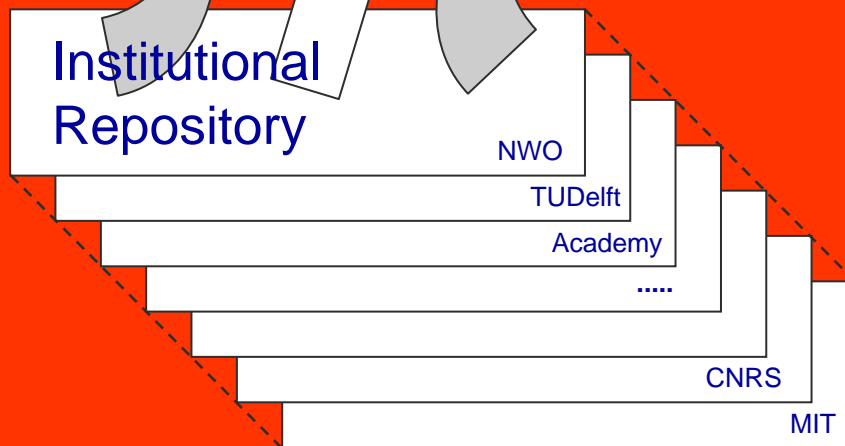 Institutional
Repository
NWO
TUDelft
Academy
.....
CNRS
MIT